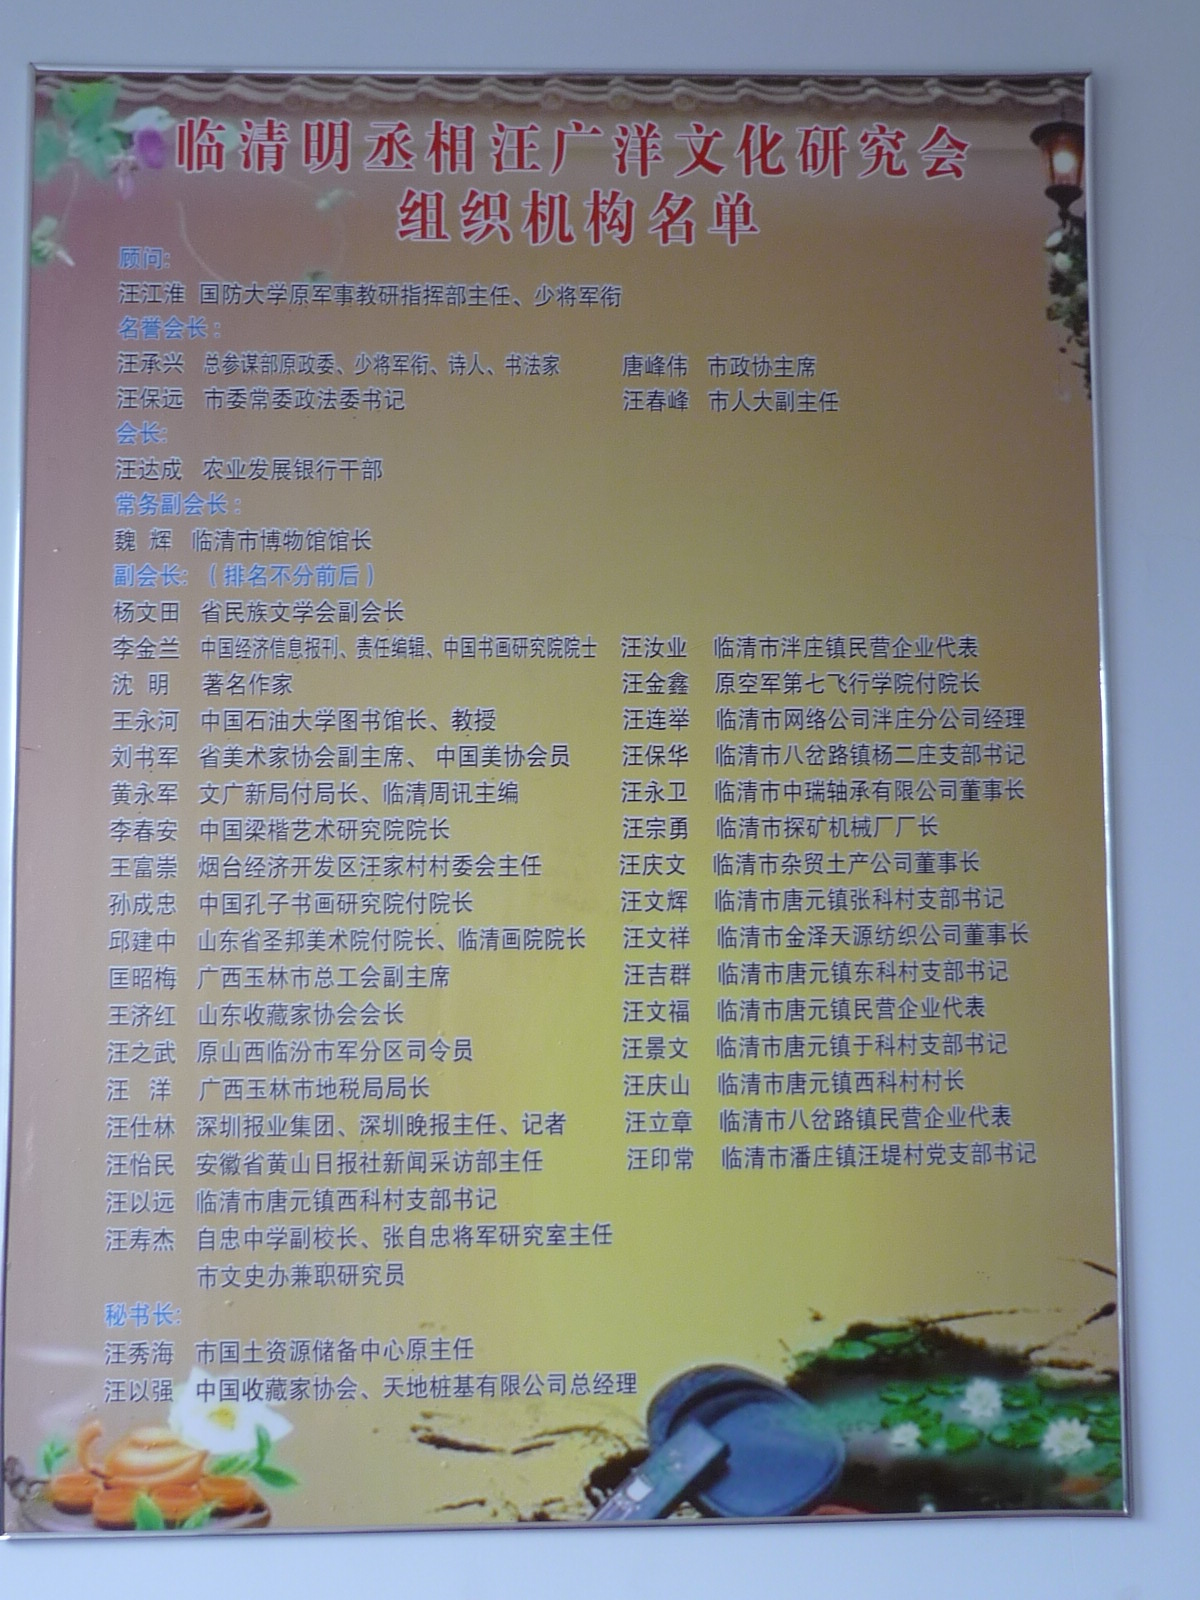 临清明丞相汪广洋文化研究会
组织机构名单
顾问:
汪江淮 国防大学原军事教研指挥部主任、少将军衔
名誉会长:
汪承兴 总参谋部原政委、少将军衔、诗人、书法家 唐峰伟 市政协主席
汪保远 市委常委政法委书记 汪春峰 市人大副主任
会长:
汪达成 农业发展银行干部
常务副会长:
魏 辉 临清市博物馆馆长
副会长:(排名不分前后)
杨文田 省民族文学会副会长
李金兰 中国经济信息报刊、责任编辑、中国书画研究院院士 汪汝业 临清市泮庄镇民营企业代表
沈 明 著名作家 汪金鑫 原空军第七飞行学院付院长
王永河 中国石油大学图书馆长、教授 汪连举 临清市网络公司泮庄分公司经理
刘书军 省美术家协会副主席、 中国美协会员 汪保华 临清市八岔路镇杨二庄支部书记
黄永军 文广新局付局长、临清周讯主编 汪永卫 临清市中瑞轴承有限公司董事长
李春安 中国梁楷艺术研究院院长 汪宗勇 临清市探矿机械厂厂长
王富崇 烟台经济开发区汪家村村委会主任 汪庆文 临清市杂贸土产公司董事长
孙成忠 中国孔子书画研究院付院长 汪文辉 临清市唐元镇张科村支部书记
邱建中 山东省圣邦美术院付院长、临清画院院长 汪文祥 临清市金泽天源纺织公司董事长
匡昭梅 广西玉林市总工会副主席 汪吉群 临清市唐元镇东科村支部书记
王济红 山东收藏家协会会长 汪文福 临清市唐元镇民营企业代表
汪之武 原山西临汾市军分区司令员 汪景文 临清市唐元镇于科村支部书记
汪 洋 广西玉林市地税局局长 汪庆山 临清市唐元镇西科村村长
汪仕林 深圳报业集团、深圳晚报主任、记者 汪立章 临清市八岔路镇民营企业代表
汪怡民 安徽省黄山日报社新闻采访部主任 汪印常 临清市潘庄镇汪堤村党支部书记
汪以远 临清市唐元镇西科村支部书记
汪寿杰 自忠中学副校长、张自忠将军研究室主任
市文史办兼职研究员
秘书长:
汪秀海 市国土资源储备中心原主任
汪以强 中国收藏家协会、天地桩基有限公司总经理